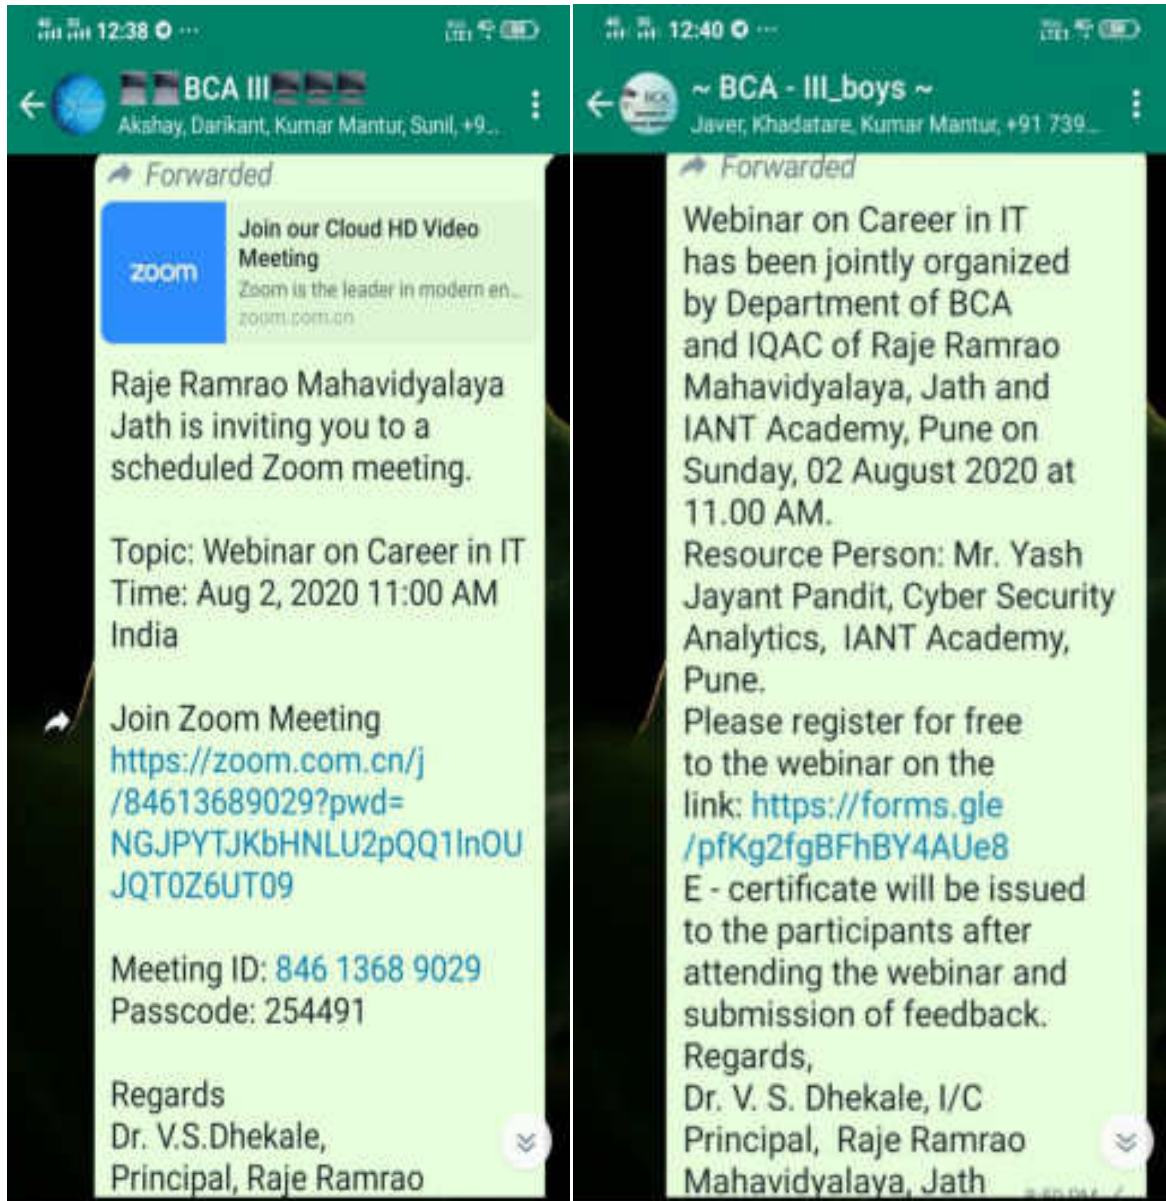 12:38
BCA III
Akshay, Darikant, Kumar Mantur, Sunil, +9...
Forwarded
zoom
Join our Cloud HD Video
Meeting
Zoom is the leader in modern en...
zoom.com.cn
Raje Ramrao Mahavidyalaya
Jath is inviting you to a
scheduled Zoom meeting.
Topic: Webinar on Career in IT
Time: Aug 2, 2020 11:00 AM
India
Join Zoom Meeting
https://zoom.com.cn/j
/84613689029?pwd=
NGJPYTJKbHNLU2pQQ1lnOU
JQT0Z6UT09
Meeting ID: 846 1368 9029
Passcode: 254491
Regards
Dr. V.S.Dhekale,
Principal, Raje Ramrao
12:40
~ BCA - III_boys ~
Javer, Khadatare, Kumar Mantur, +91 739...
Forwarded
Webinar on Career in IT
has been jointly organized
by Department of BCA
and IQAC of Raje Ramrao
Mahavidyalaya, Jath and
IANT Academy, Pune on
Sunday, 02 August 2020 at
11.00 AM.
Resource Person: Mr. Yash
Jayant Pandit, Cyber Security
Analytics,  IANT Academy,
Pune.
Please register for free
to the webinar on the
link: https://forms.gle
/pfKg2fgBFhBY4AUe8
E - certificate will be issued
to the participants after
attending the webinar and
submission of feedback.
Regards,
Dr. V. S. Dhekale, I/C
Principal,  Raje Ramrao
Mahavidyalaya, Jath